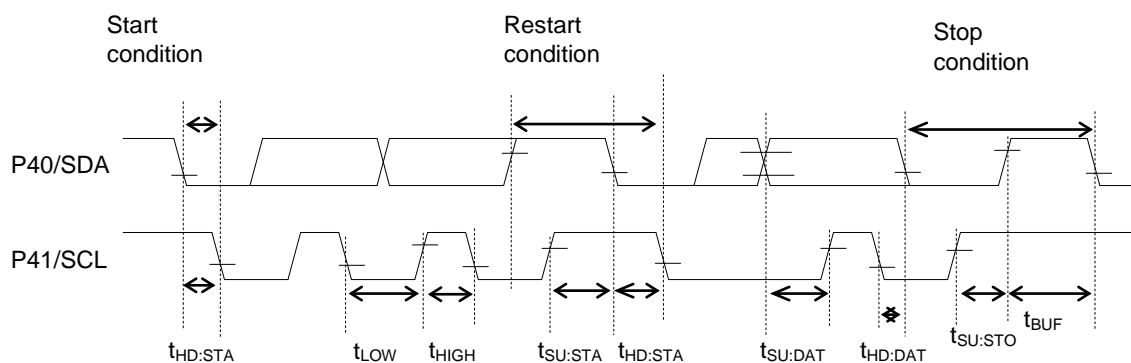 Start
condition
Restart
condition
Stop
condition
P40/SDA
P41/SCL
tHD:STA
tLOW
tHIGH
tSU:STA
tHD:STA
tSU:DAT
tHD:DAT
tSU:STO
tBUF